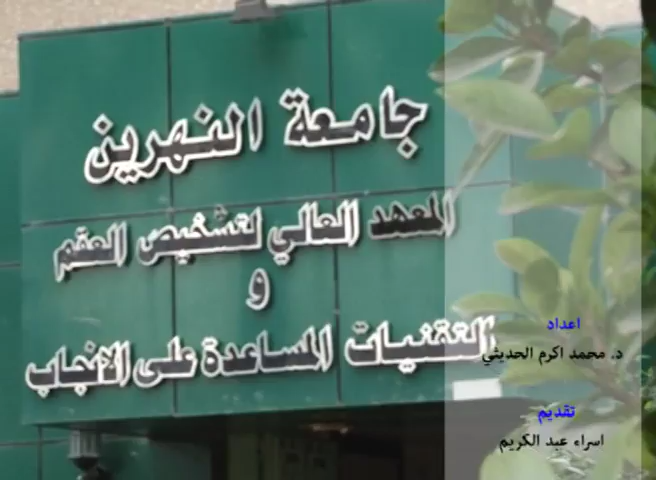 جامعة النهرين
المعهد العالي لتشخيص العقم
و
التقنيات المساعدة على الانجاب
اعداد
د. محمد اكرم الحديثي
تقديم
اسراء عبد الكريم